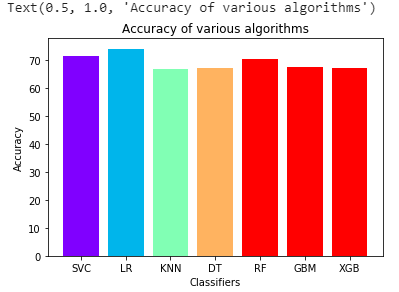 Text(0.5, 1.0, 'Accuracy of various algorithms')
Accuracy of various algorithms
70
60
50
40
30
20
10
0
Accuracy
SVC LR KNN DT RF GBM XGB
Classifiers